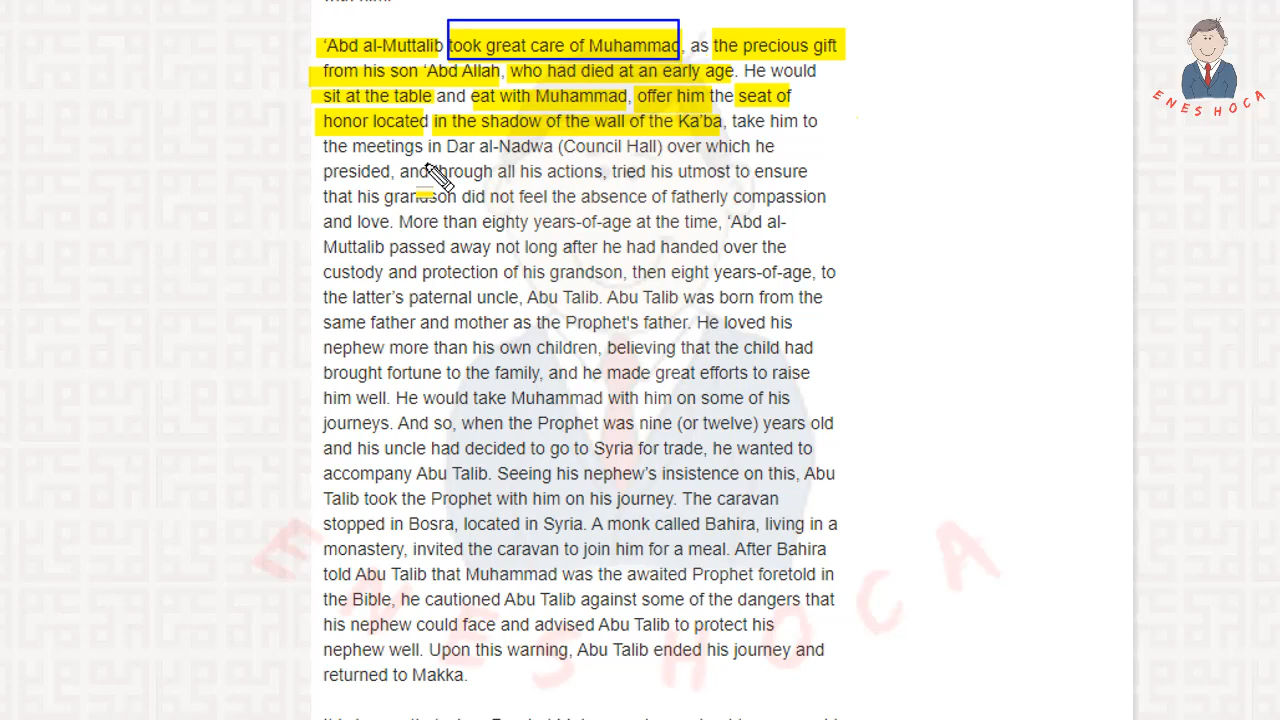 ‘Abd al-Muttalib took great care of Muhammad, as the precious gift
from his son ‘Abd Allah, who had died at an early age. He would
sit at the table and eat with Muhammad, offer him the seat of
honor located in the shadow of the wall of the Ka’ba, take him to
the meetings in Dar al-Nadwa (Council Hall) over which he
presided, and through all his actions, tried his utmost to ensure
that his grandson did not feel the absence of fatherly compassion
and love. More than eighty years-of-age at the time, ‘Abd al-
Muttalib passed away not long after he had handed over the
custody and protection of his grandson, then eight years-of-age, to
the latter’s paternal uncle, Abu Talib. Abu Talib was born from the
same father and mother as the Prophet's father. He loved his
nephew more than his own children, believing that the child had
brought fortune to the family, and he made great efforts to raise
him well. He would take Muhammad with him on some of his
journeys. And so, when the Prophet was nine (or twelve) years old
and his uncle had decided to go to Syria for trade, he wanted to
accompany Abu Talib. Seeing his nephew’s insistence on this, Abu
Talib took the Prophet with him on his journey. The caravan
stopped in Bosra, located in Syria. A monk called Bahira, living in a
monastery, invited the caravan to join him for a meal. After Bahira
told Abu Talib that Muhammad was the awaited Prophet foretold in
the Bible, he cautioned Abu Talib against some of the dangers that
his nephew could face and advised Abu Talib to protect his
nephew well. Upon this warning, Abu Talib ended his journey and
returned to Makka.
ENES HOCA
ENES HOCA